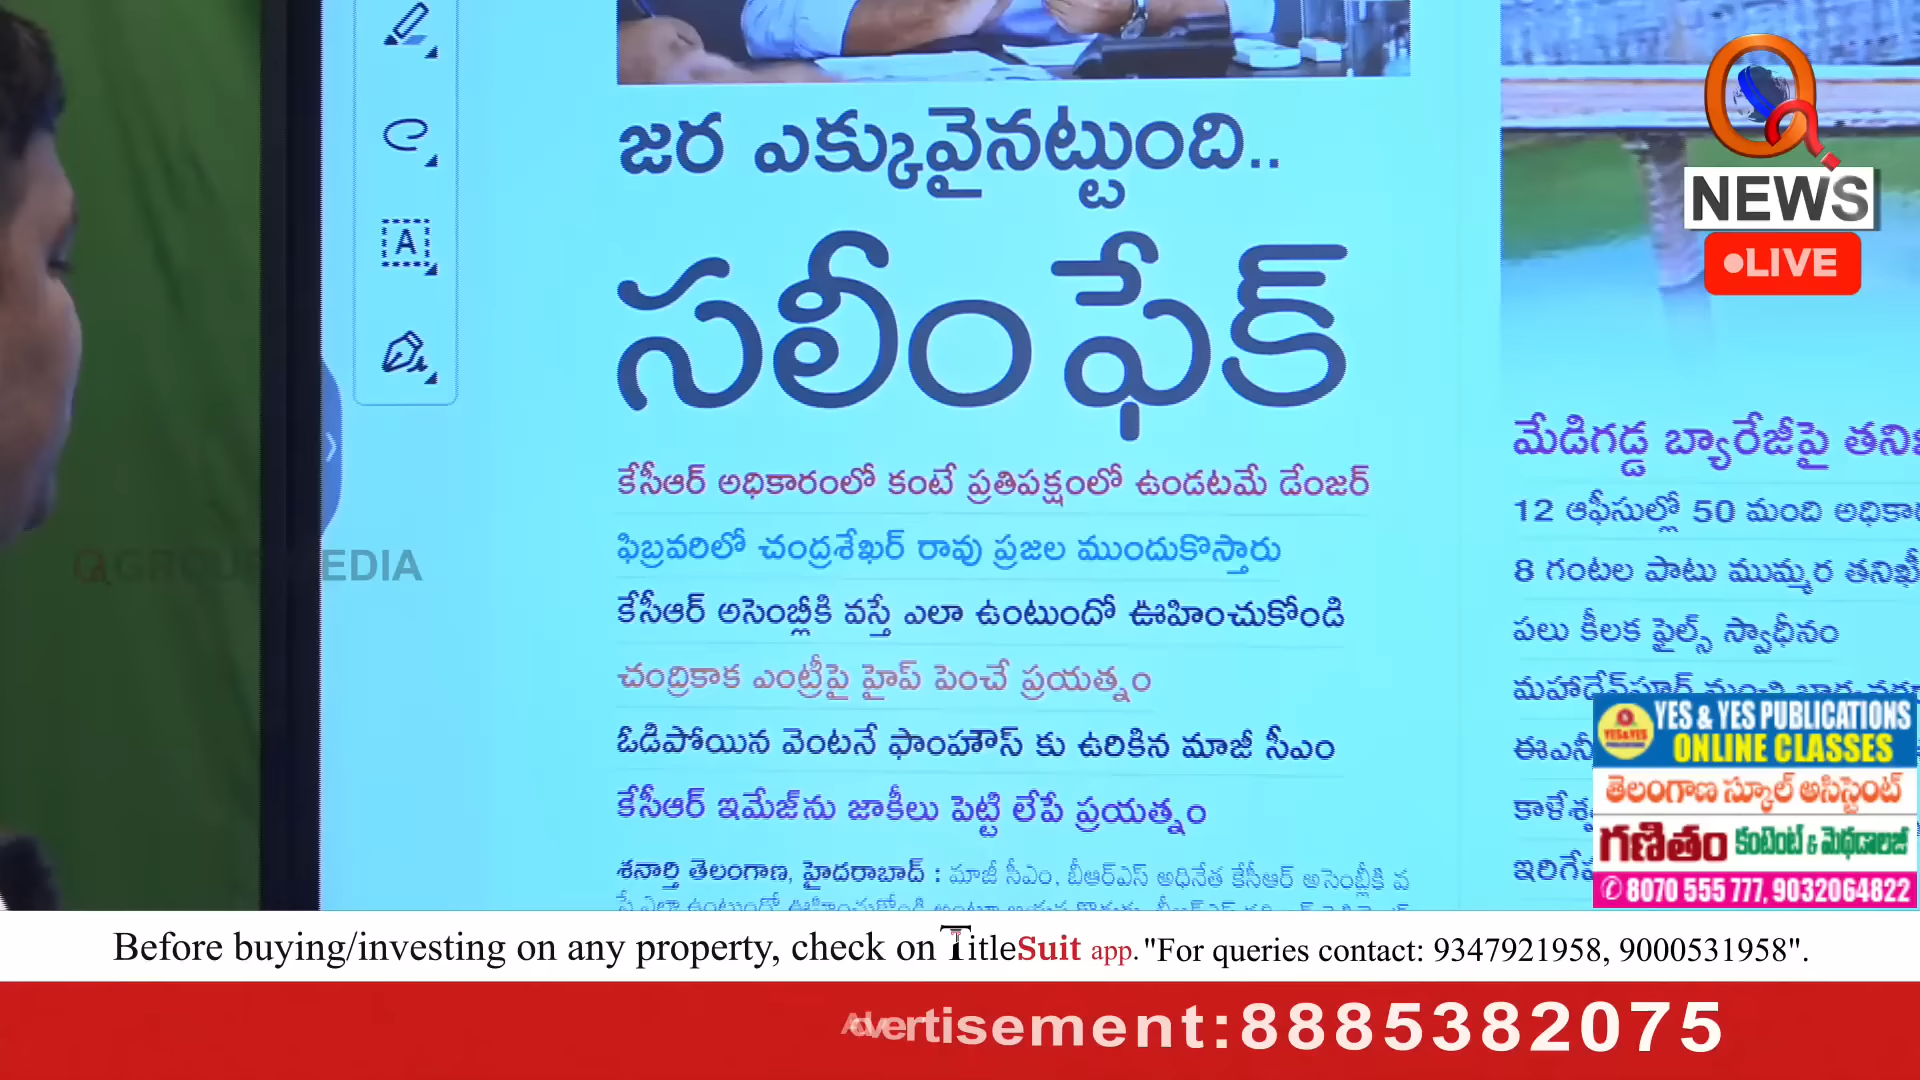 జర ఎక్కువైనట్టుంది..
సలీం ఫేక్
కేసీఆర్ అధికారంలో కంటే ప్రతిపక్షంలో ఉండటమే డేంజర్
ఫిబ్రవరిలో చంద్రశేఖర్ రావు ప్రజల ముందుకొస్తారు
కేసీఆర్ అసెంబ్లీకి వస్తే ఎలా ఉంటుందో ఊహించుకోండి
చంద్రికాక ఎంట్రీపై హైప్ పెంచే ప్రయత్నం
ఓడిపోయిన వెంటనే ఫాంహౌస్ కు ఉరికిన మాజీ సీఎం
కేసీఆర్ ఇమేజ్‌ను జాకీలు పెట్టి లేపే ప్రయత్నం
శనార్తి తెలంగాణ, హైదరాబాద్ : మాజీ సీఎం, బీఆర్ఎస్ అధినేత కేసీఆర్ అసెంబ్లీకి వ
మేడిగడ్డ బ్యారేజీపై
12 ఆఫీసుల్లో 50 మంది
8 గంటల పాటు ముమ్మర
పలు కీలక ఫైల్స్ స్వాధీనం
Q
NEWS
LIVE
GROUP MEDIA
YES & YES PUBLICATIONS
ONLINE CLASSES
తెలంగాణ స్కూల్ అసిస్టెంట్
గణితం కంటెంట్ & మెథడాలజీ
8070 555 777, 9032064822
Before buying/investing on any property, check on TitleSuit app. "For queries contact: 9347921958, 9000531958".
Advertisement:8885382075